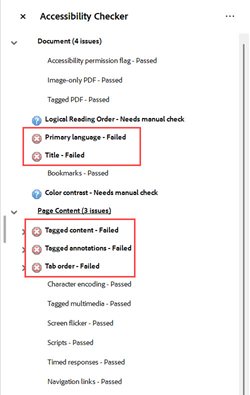 Accessibility Checker
Document (4 issues)
Accessibility permission flag - Passed
Image-only PDF - Passed
Tagged PDF - Passed
Logical Reading Order - Needs manual check
Primary language - Failed
Title - Failed
Bookmarks - Passed
Color contrast - Needs manual check
Page Content (3 issues)
Tagged content - Failed
Tagged annotations - Failed
Tab order - Failed
Character encoding - Passed
Tagged multimedia - Passed
Screen flicker - Passed
Scripts - Passed
Timed responses - Passed
Navigation links - Passed